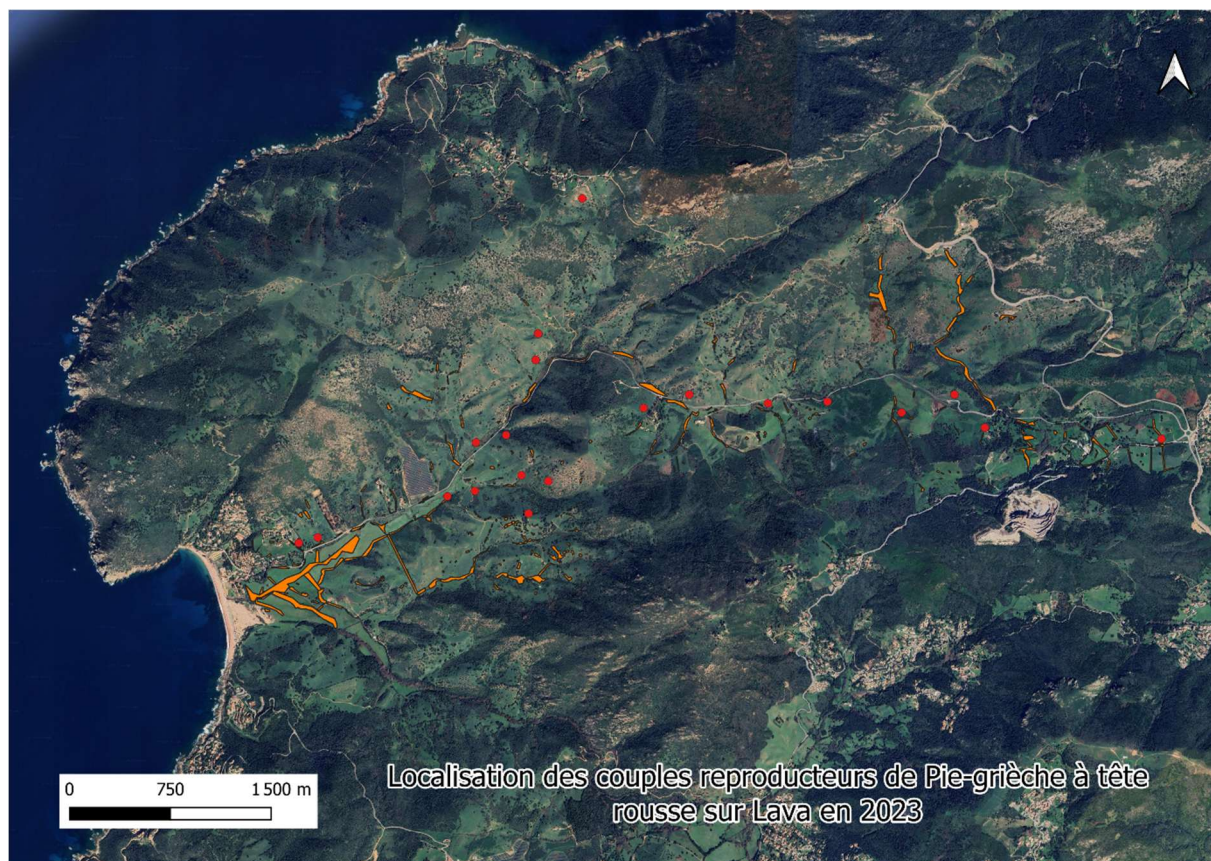 0 750 1 500 m
Localisation des couples reproducteurs de Pie-grièche à tête
rousse sur Lava en 2023